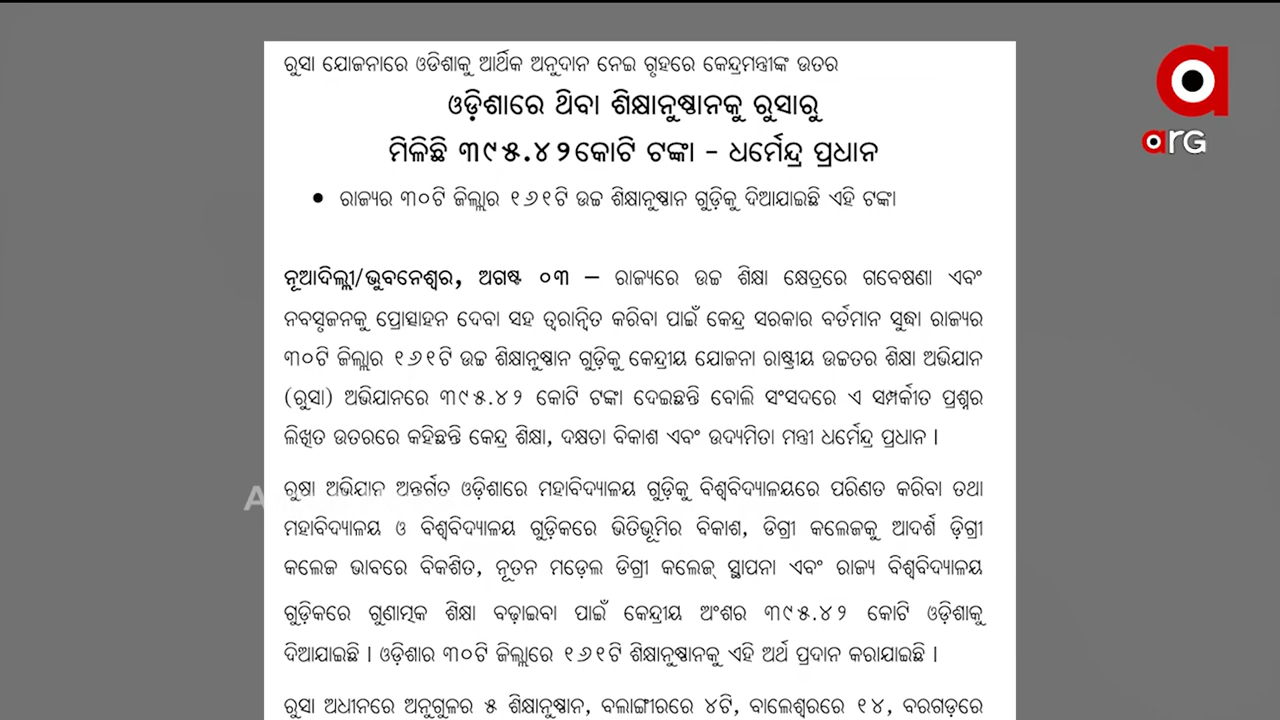 ରୁସା ଯୋଜନାରେ ଓଡିଶାକୁ ଆର୍ଥିକ ଅନୁଦାନ ନେଇ ଗୃହରେ କେନ୍ଦ୍ରମନ୍ତ୍ରୀଙ୍କ ଉତର
ଓଡ଼ିଶାରେ ଥିବା ଶିକ୍ଷାନୁଷ୍ଠାନକୁ ରୁସାରୁ
ମିଳିଛି ୩୯୫.୪୨କୋଟି ଟଙ୍କା - ଧର୍ମେନ୍ଦ୍ର ପ୍ରଧାନ
• ରାଜ୍ୟର ୩୦ଟି ଜିଲ୍ଲାର ୧୬୧ଟି ଉଚ୍ଚ ଶିକ୍ଷାନୁଷ୍ଠାନ ଗୁଡ଼ିକୁ ଦିଆଯାଇଛି ଏହି ଟଙ୍କା
ନୂଆଦିଲ୍ଲୀ/ଭୁବନେଶ୍ୱର, ଅଗଷ୍ଟ ୦୩ – ରାଜ୍ୟରେ ଉଚ୍ଚ ଶିକ୍ଷା କ୍ଷେତ୍ରରେ ଗବେଷଣା ଏବଂ
ନବସୃଜନକୁ ପ୍ରୋତ୍ସାହନ ଦେବା ସହ ତ୍ୱରାନ୍ୱିତ କରିବା ପାଇଁ କେନ୍ଦ୍ର ସରକାର ବର୍ତମାନ ସୁଦ୍ଧା ରାଜ୍ୟର
୩୦ଟି ଜିଲ୍ଲାର ୧୬୧ଟି ଉଚ୍ଚ ଶିକ୍ଷାନୁଷ୍ଠାନ ଗୁଡ଼ିକୁ କେନ୍ଦ୍ରୀୟ ଯୋଜନା ରାଷ୍ଟ୍ରୀୟ ଉଚ୍ଚତର ଶିକ୍ଷା ଅଭିଯାନ
(ରୁସା) ଅଭିଯାନରେ ୩୯୫.୪୨ କୋଟି ଟଙ୍କା ଦେଇଛନ୍ତି ବୋଲି ସଂସଦରେ ଏ ସମ୍ପର୍କୀତ ପ୍ରଶ୍ନର
ଲିଖିତ ଉତରରେ କହିଛନ୍ତି କେନ୍ଦ୍ର ଶିକ୍ଷା, ଦକ୍ଷତା ବିକାଶ ଏବଂ ଉଦ୍ୟମିତା ମନ୍ତ୍ରୀ ଧର୍ମେନ୍ଦ୍ର ପ୍ରଧାନ ।
ରୁଷା ଅଭିଯାନ ଅନ୍ତର୍ଗତ ଓଡ଼ିଶାରେ ମହାବିଦ୍ୟାଳୟ ଗୁଡ଼ିକୁ ବିଶ୍ୱବିଦ୍ୟାଳୟରେ ପରିଣତ କରିବା ତଥା
ମହାବିଦ୍ୟାଳୟ ଓ ବିଶ୍ୱବିଦ୍ୟାଳୟ ଗୁଡ଼ିକରେ ଭିତିଭୂମିର ବିକାଶ, ଡିଗ୍ରୀ କଲେଜକୁ ଆଦର୍ଶ ଡ଼ିଗ୍ରୀ
କଲେଜ ଭାବରେ ବିକଶିତ, ନୂତନ ମଡ଼େଲ ଡିଗ୍ରୀ କଲେଜ୍ ସ୍ଥାପନା ଏବଂ ରାଜ୍ୟ ବିଶ୍ୱବିଦ୍ୟାଳୟ
ଗୁଡ଼ିକରେ ଗୁଣାତ୍ମକ ଶିକ୍ଷା ବଢ଼ାଇବା ପାଇଁ କେନ୍ଦ୍ରୀୟ ଅଂଶର ୩୯୫.୪୨ କୋଟି ଓଡ଼ିଶାକୁ
ଦିଆଯାଇଛି । ଓଡ଼ିଶାର ୩୦ଟି ଜିଲ୍ଲାରେ ୧୬୧ଟି ଶିକ୍ଷାନୁଷ୍ଠାନକୁ ଏହି ଅର୍ଥ ପ୍ରଦାନ କରାଯାଇଛି ।
ରୁସା ଅଧୀନରେ ଅନୁଗୁଳର ୫ ଶିକ୍ଷାନୁଷ୍ଠାନ, ବଲାଙ୍ଗୀରରେ ୪ଟି, ବାଲେଶ୍ୱରରେ ୧୪, ବରଗଡ଼ରେ
arg